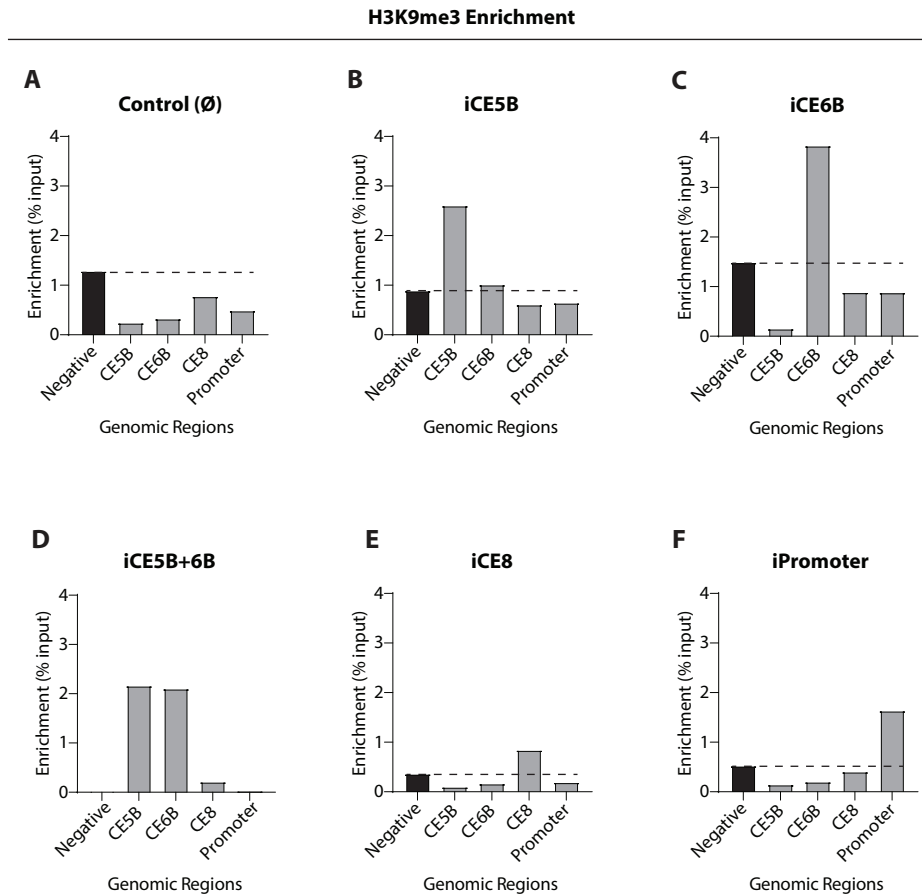 H3K9me3 Enrichment
A
Control (Ø)
Enrichment (% input)
4
3
2
1
0
Negative
CE5B
CE6B
CE8
Promoter
Genomic Regions
B
iCE5B
Enrichment (% input)
4
3
2
1
0
Negative
CE5B
CE6B
CE8
Promoter
Genomic Regions
C
iCE6B
Enrichment (% input)
4
3
2
1
0
Negative
CE5B
CE6B
CE8
Promoter
Genomic Regions
D
iCE5B+6B
Enrichment (% input)
4
3
2
1
0
Negative
CE5B
CE6B
CE8
Promoter
Genomic Regions
E
iCE8
Enrichment (% input)
4
3
2
1
0
Negative
CE5B
CE6B
CE8
Promoter
Genomic Regions
F
iPromoter
Enrichment (% input)
4
3
2
1
0
Negative
CE5B
CE6B
CE8
Promoter
Genomic Regions